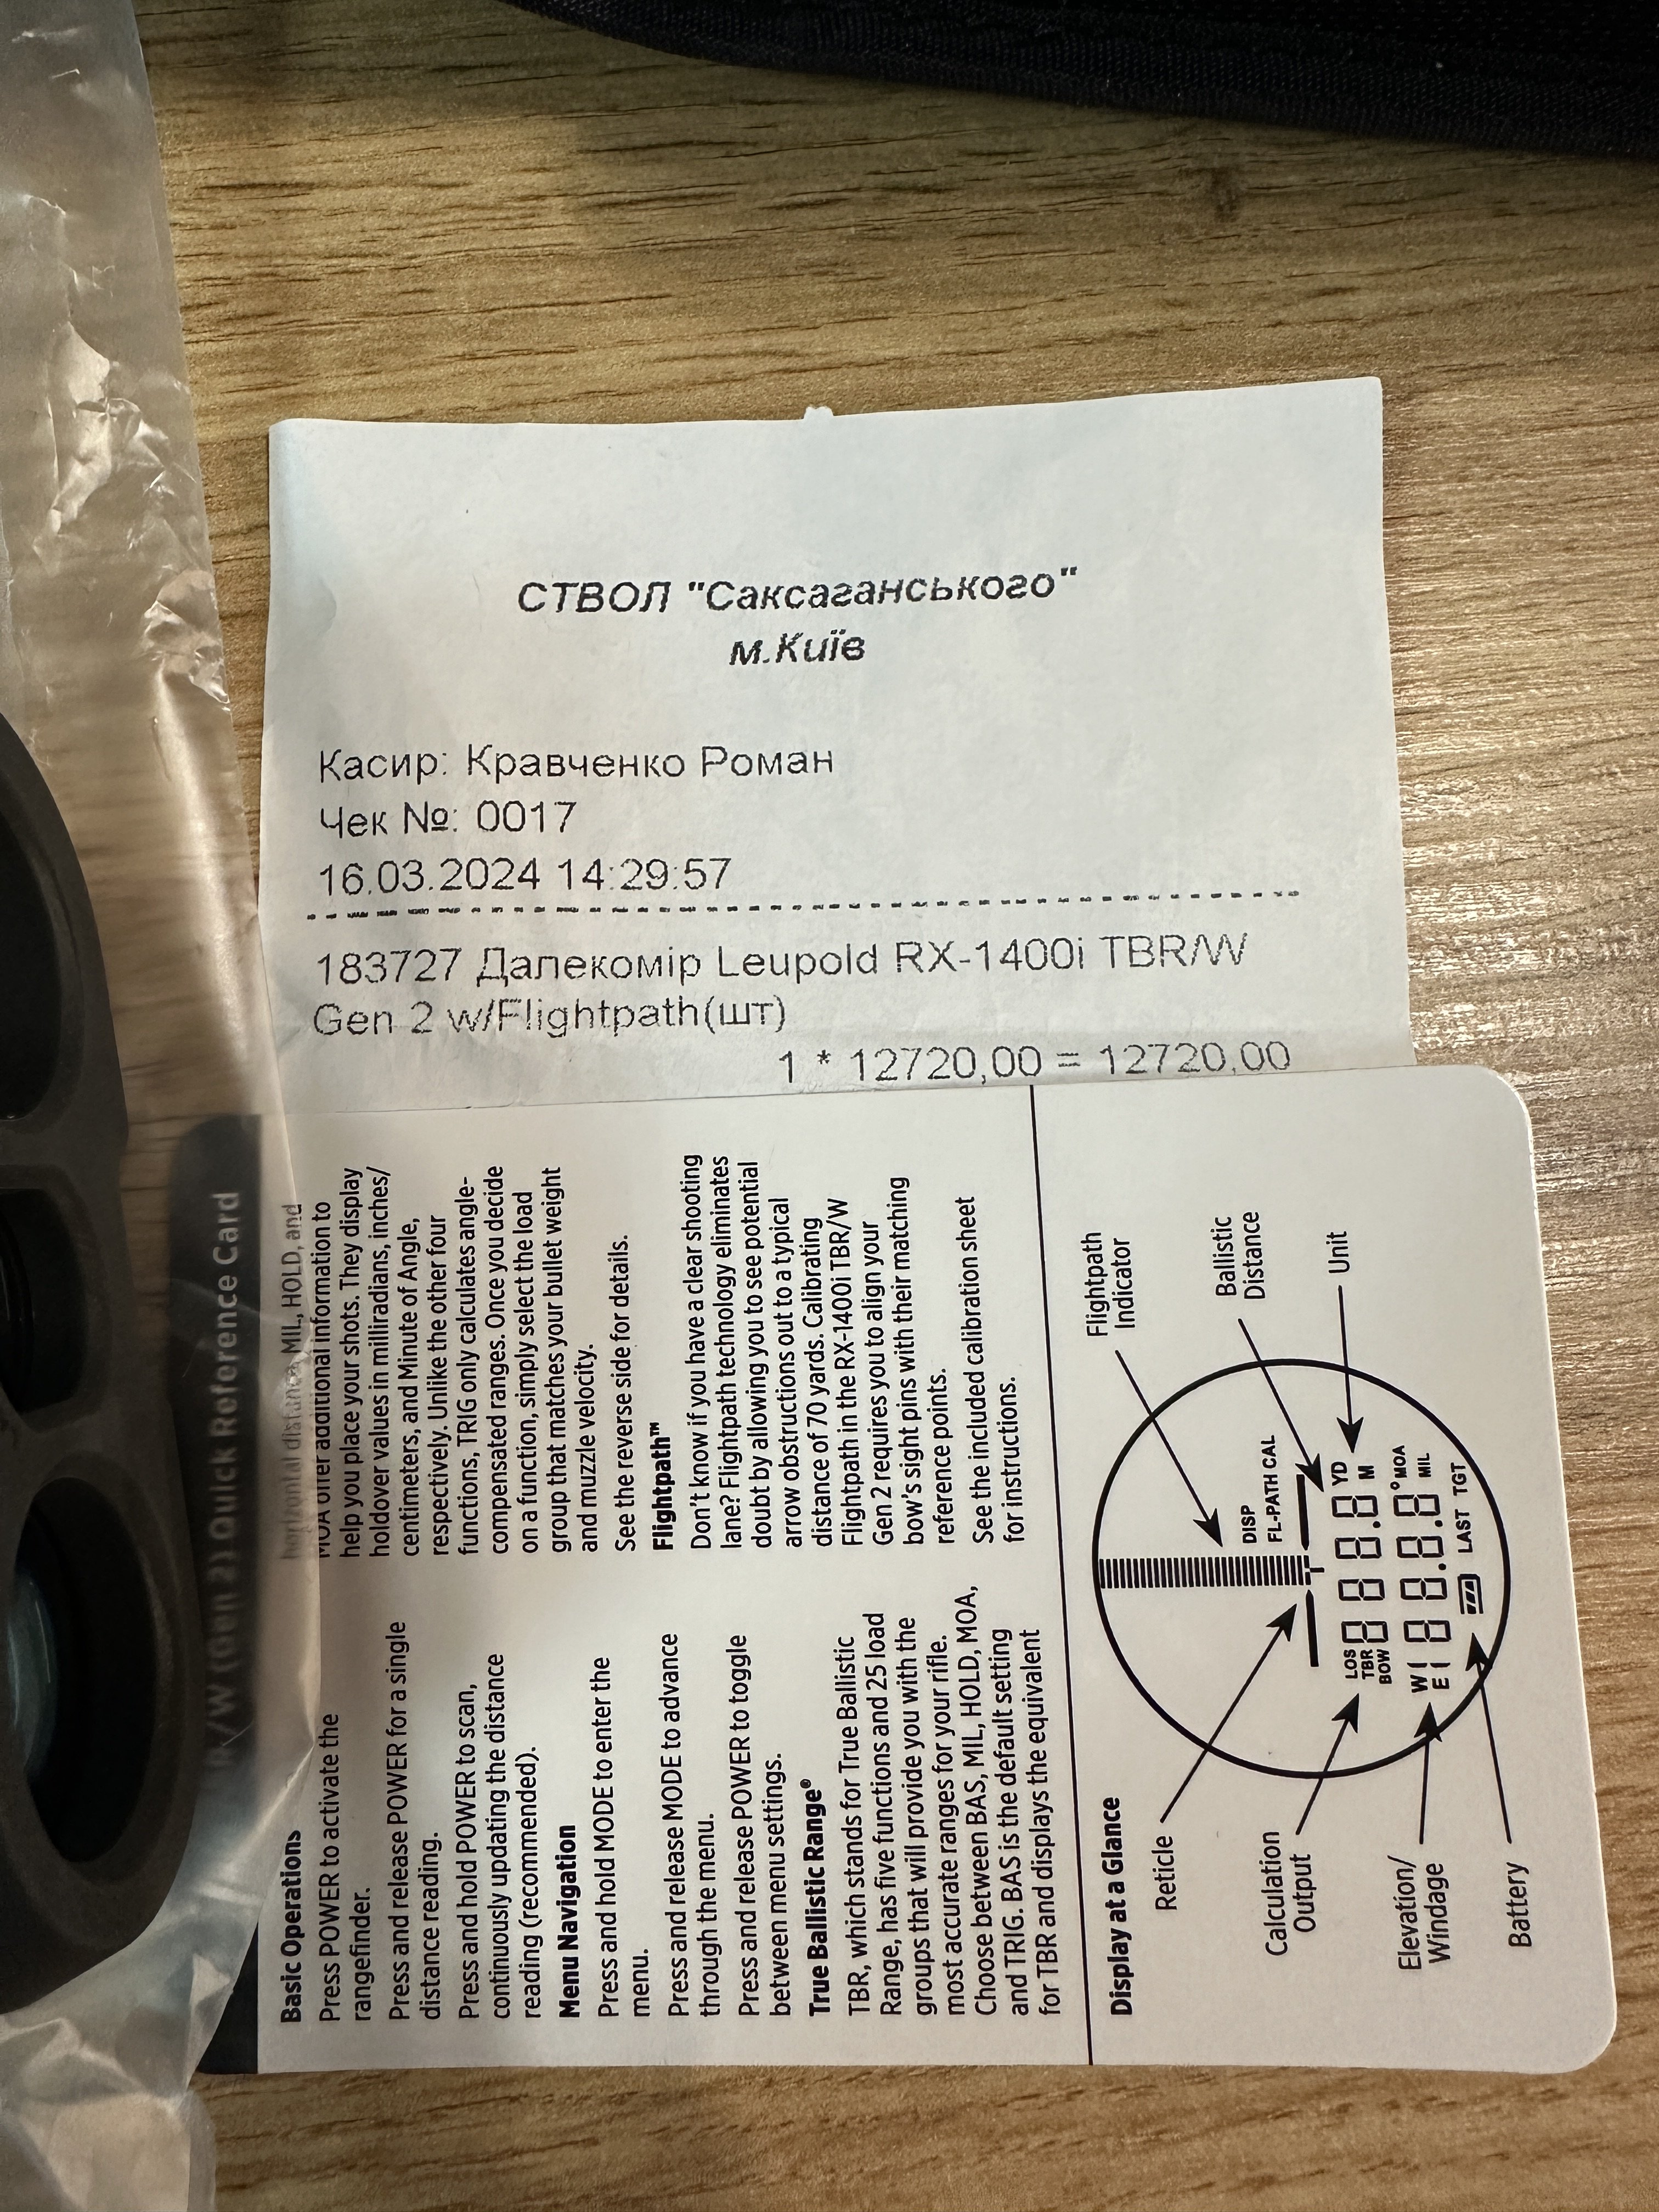 СТВОЛ "Саксаганського"
м.Київ
Касир: Кравченко Роман
Чек №: 0017
16.03.2024 14:29:57
183727 Далекомір Leupold RX-1400i TBR/W
Gen 2 w/Flightpath(шт)
1 * 12720,00 = 12720,00
/W (Gen 2) Quick Reference Card
Basic Operations
Press POWER to activate the
rangefinder.
Press and release POWER for a single
distance reading.
Press and hold POWER to scan,
continuously updating the distance
reading (recommended).
Menu Navigation
Press and hold MODE to enter the
menu.
Press and release MODE to advance
through the menu.
Press and release POWER to toggle
between menu settings.
True Ballistic Range®
TBR, which stands for True Ballistic
Range, has five functions and 25 load
groups that will provide you with the
most accurate ranges for your rifle.
Choose between BAS, MIL, HOLD, MOA,
and TRIG. BAS is the default setting
for TBR and displays the equivalent
horizontal distance. MIL, HOLD, and
MOA offer additional information to
help you place your shots. They display
holdover values in milliradians, inches/
centimeters, and Minute of Angle,
respectively. Unlike the other four
functions, TRIG only calculates angle-
compensated ranges. Once you decide
on a function, simply select the load
group that matches your bullet weight
and muzzle velocity.
See the reverse side for details.
Flightpath™
Don't know if you have a clear shooting
lane? Flightpath technology eliminates
doubt by allowing you to see potential
arrow obstructions out to a typical
distance of 70 yards. Calibrating
Flightpath in the RX-1400i TBR/W
Gen 2 requires you to align your
bow's sight pins with their matching
reference points.
See the included calibration sheet
for instructions.
Display at a Glance
Flightpath
Indicator
Ballistic
Distance
Unit
Reticle
Calculation
Output
Elevation/
Windage
Battery
DISP
FL-PATH CAL
LOS
TBR
BOW
888.8
YD
M
W
E
88.8.8
°MOA
MIL
LAST TGT